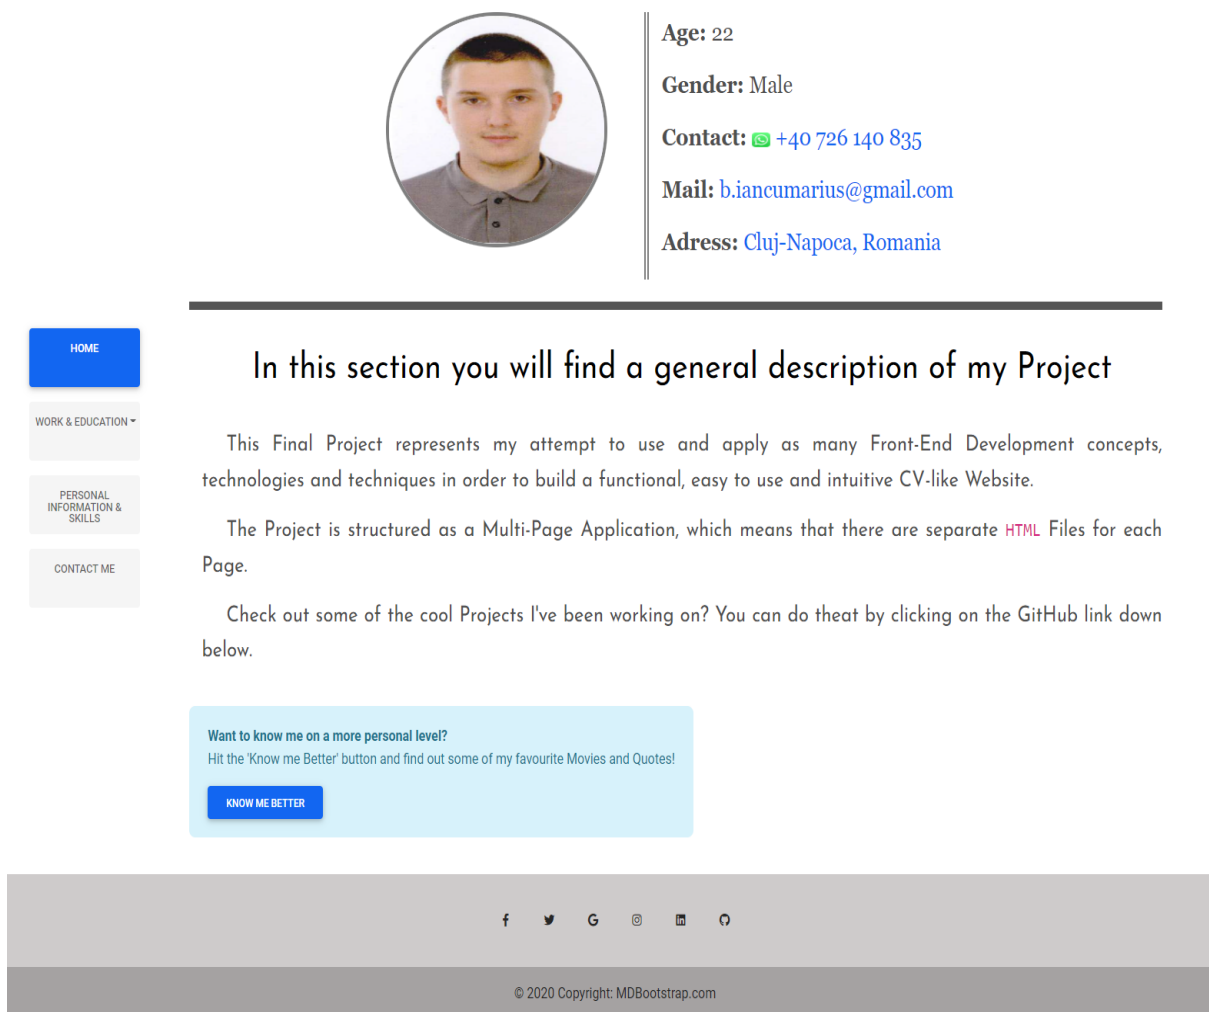 Age: 22
Gender: Male
Contact: +40 726 140 835
Mail: b.iancumarius@gmail.com
Adress: Cluj-Napoca, Romania
HOME
WORK & EDUCATION
PERSONAL
INFORMATION &
SKILLS
CONTACT ME
In this section you will find a general description of my Project
This Final Project represents my attempt to use and apply as many Front-End Development concepts,
technologies and techniques in order to build a functional, easy to use and intuitive CV-like Website.
The Project is structured as a Multi-Page Application, which means that there are separate HTML Files for each
Page.
Check out some of the cool Projects I've been working on? You can do theat by clicking on the GitHub link down
below.
Want to know me on a more personal level?
Hit the 'Know me Better' button and find out some of my favourite Movies and Quotes!
KNOW ME BETTER
© 2020 Copyright: MDBootstrap.com